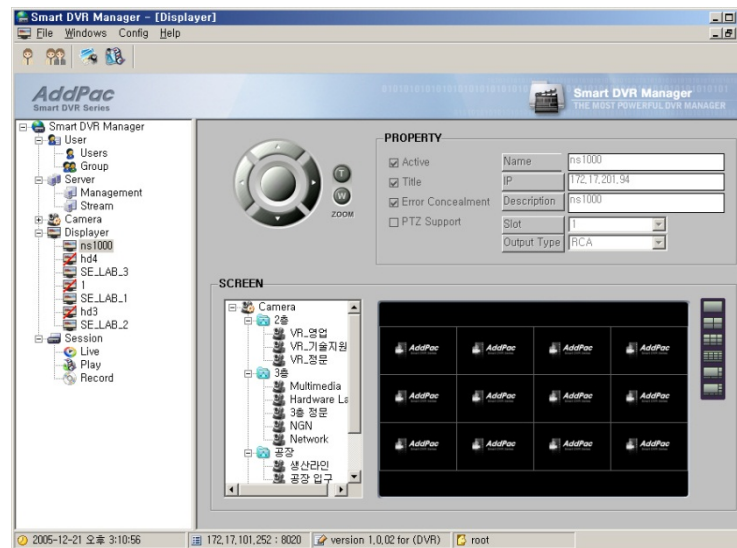 Smart DVR Manager - [Displayer]
File Windows Config Help
AddPac
Smart DVR Series
Smart DVR Manager
THE MOST POWERFUL DVR MANAGER
Smart DVR Manager
User
Users
Group
Server
Management
Stream
Camera
Displayer
ns1000
hd4
SE_LAB_3
1
SE_LAB_1
hd3
SE_LAB_2
Session
Live
Play
Record
T
W
ZOOM
PROPERTY
Active
Title
Error Concealment
PTZ Support
Name ns1000
IP 172,17,201,94
Description ns1000
Slot 1
Output Type RCA
SCREEN
Camera
2층
VR_영업
VR_기술지원
VR_정문
3층
Multimedia
Hardware La
3층 정문
NGN
Network
공장
생산라인
공장 입구
AddPac AddPac AddPac AddPac
AddPac AddPac AddPac AddPac
AddPac AddPac AddPac AddPac
2005-12-21 오후 3:10:56 172,17,101,252 : 8020 version 1,0,02 for (DVR) root